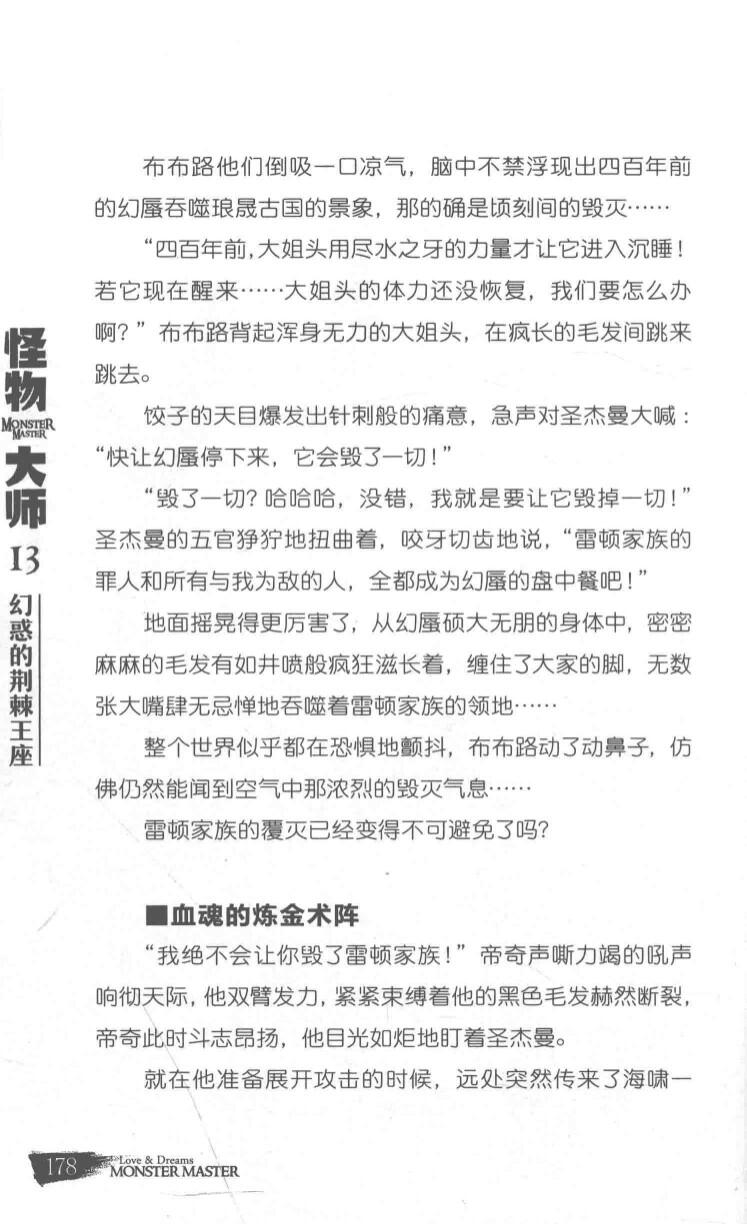 布布路他们倒吸一口凉气，脑中不禁浮现出四百年前
的幻蜃吞噬琅晟古国的景象，那的确是顷刻间的毁灭……
“四百年前，大姐头用尽水之牙的力量才让它进入沉睡！
若它现在醒来……大姐头的体力还没恢复，我们要怎么办
啊？”布布路背起浑身无力的大姐头，在疯长的毛发间跳来
跳去。
饺子的天目爆发出针刺般的痛意，急声对圣杰曼大喊：
“快让幻蜃停下来，它会毁了一切！”
“毁了一切？哈哈哈，没错，我就是要让它毁掉一切！”
圣杰曼的五官狰狞地扭曲着，咬牙切齿地说，“雷顿家族的
罪人和所有与我为敌的人，全都成为幻蜃的盘中餐吧！”
地面摇晃得更厉害了，从幻蜃硕大无朋的身体中，密密
麻麻的毛发有如井喷般疯狂滋长着，缠住了大家的脚，无数
张大嘴肆无忌惮地吞噬着雷顿家族的领地……
整个世界似乎都在恐惧地颤抖，布布路动了动鼻子，仿
佛仍然能闻到空气中那浓烈的毁灭气息……
雷顿家族的覆灭已经变得不可避免了吗？
■血魂的炼金术阵
“我绝不会让你毁了雷顿家族！”帝奇声嘶力竭的吼声
响彻天际，他双臂发力，紧紧束缚着他的黑色毛发赫然断裂，
帝奇此时斗志昂扬，他目光如炬地盯着圣杰曼。
就在他准备展开攻击的时候，远处突然传来了海啸一
怪物
MONSTER
MASTER
大师
13
幻惑的荆棘王座
178
Love & Dreams
MONSTER MASTER